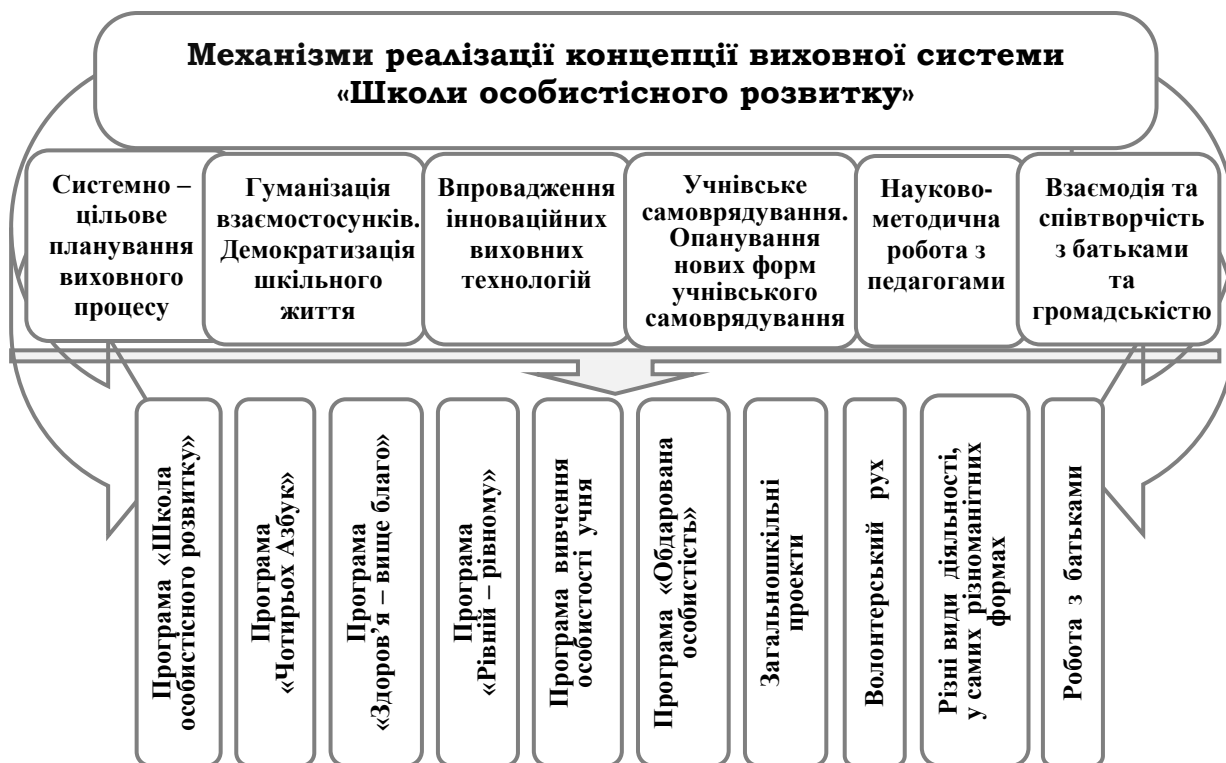 Механізми реалізації концепції виховної системи
«Школи особистісного розвитку»
Системно –
цільове
планування
виховного
процесу
Гуманізація
взаємостосунків.
Демократизація
шкільного
життя
Впровадження
інноваційних
виховних
технологій
Учнівське
самоврядування.
Опанування
нових форм
учнівського
самоврядування
Науково-
методична
робота з
педагогами
Взаємодія та
співтворчість
з батьками
та
громадськістю
Програма «Школа
особистісного розвитку»
Програма
«Чотирьох Азбук»
Програма
«Здоров’я – вище благо»
Програма
«Рівній – рівному»
Програма вивчення
особистості учня
Програма «Обдарована
особистість»
Загальношкільні
проекти
Волонтерський рух
Різні види діяльності,
у самих різноманітних
формах
Робота з батьками